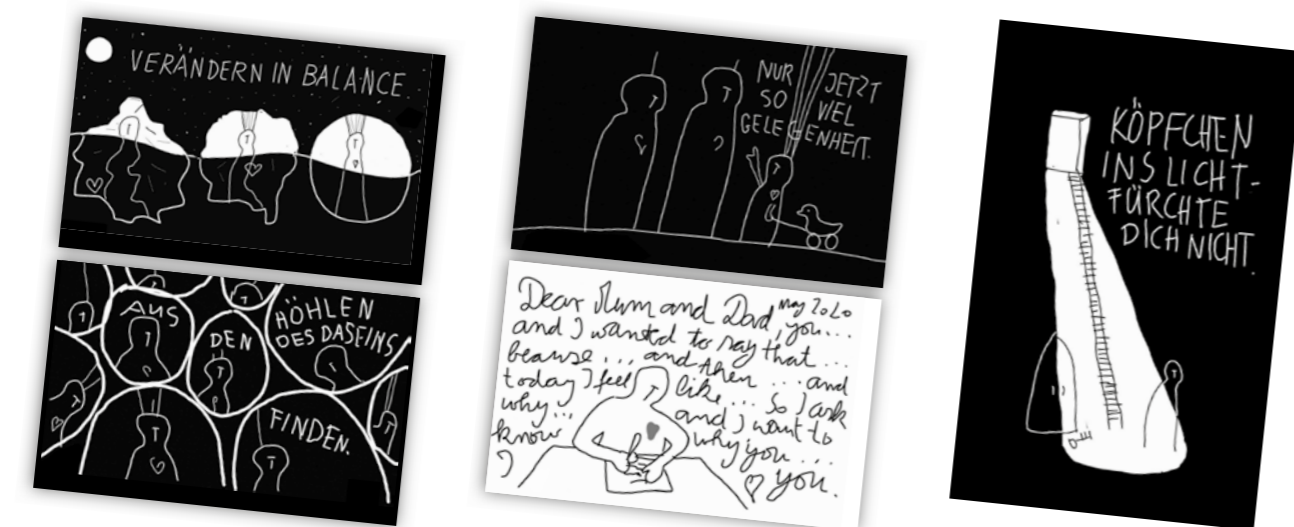 VERÄNDERN IN BALANCE.
AUS
DEN
HÖHLEN
DES DASEINS
FINDEN.
NUR JETZT
SO VIEL
GELEGENHEIT.
Dear Mum and Dad, May 2020
and I wanted to say that you...
because... and then... and
today I feel like... so I ask
why... and I want to
know why you...
you.
KÖPFCHEN
INS LICHT-
FÜRCHTE
DICH NICHT.